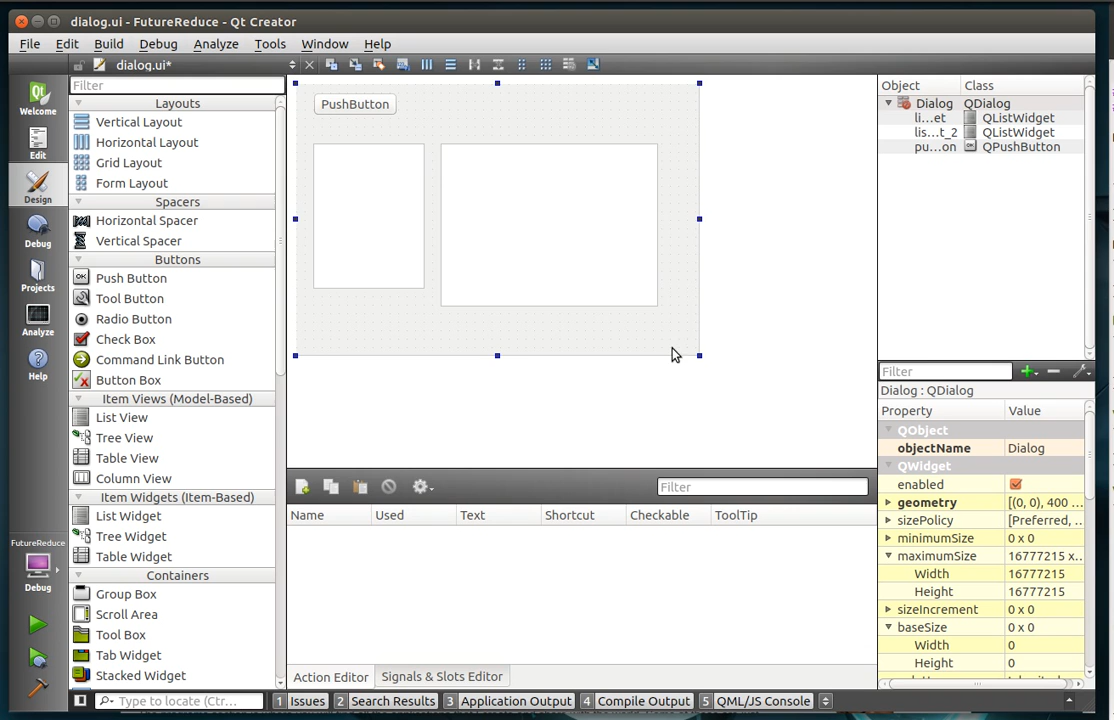 dialog.ui - FutureReduce - Qt Creator
File Edit Build Debug Analyze Tools Window Help
dialog.ui*
Welcome
Edit
Design
Debug
Projects
Analyze
Help
FutureReduce
Debug
Filter
Layouts
Vertical Layout
Horizontal Layout
Grid Layout
Form Layout
Spacers
Horizontal Spacer
Vertical Spacer
Buttons
Push Button
Tool Button
Radio Button
Check Box
Command Link Button
Button Box
Item Views (Model-Based)
List View
Tree View
Table View
Column View
Item Widgets (Item-Based)
List Widget
Tree Widget
Table Widget
Containers
Group Box
Scroll Area
Tool Box
Tab Widget
Stacked Widget
PushButton
Filter
Name Used Text Shortcut Checkable ToolTip
Action Editor Signals & Slots Editor
Object Class
Dialog QDialog
li...et QListWidget
lis...t_2 QListWidget
pu...on QPushButton
Filter
Dialog : QDialog
Property Value
QObject
objectName Dialog
QWidget
enabled
geometry [(0, 0), 400 ...
sizePolicy [Preferred, ...
minimumSize 0 x 0
maximumSize 16777215 x...
Width 16777215
Height 16777215
sizeIncrement 0 x 0
baseSize 0 x 0
Width 0
Height 0
Type to locate (Ctr... 1 Issues 2 Search Results 3 Application Output 4 Compile Output 5 QML/JS Console